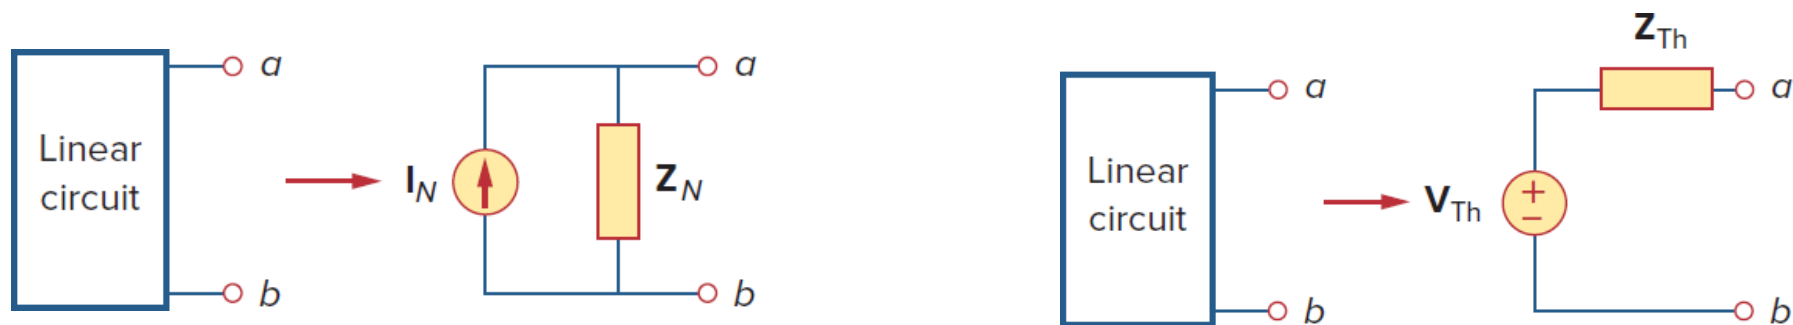 Linear
circuit
a
b
I_N
Z_N
a
b
Linear
circuit
a
b
V_Th
+
−
Z_Th
a
b